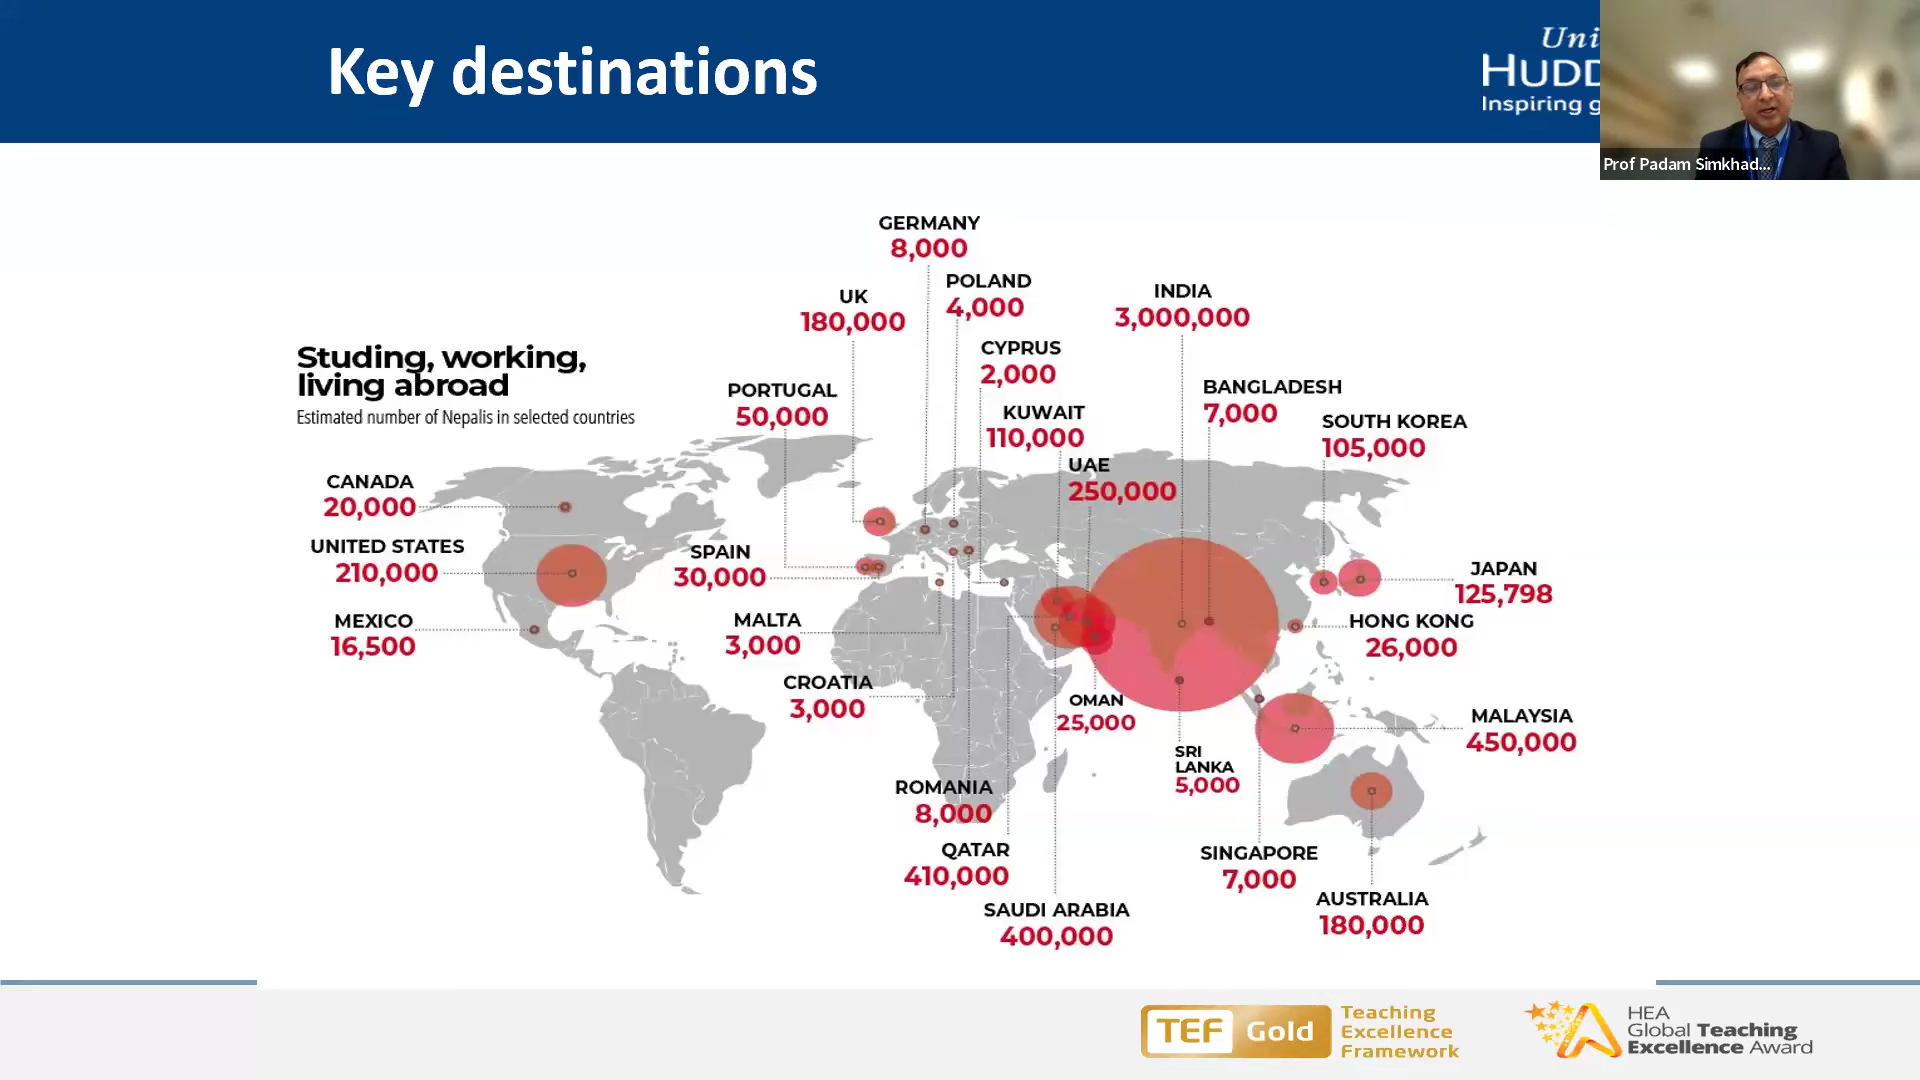 Key destinations
Uni
HUDD
Inspiring g
Prof Padam Simkhad...
GERMANY
8,000
POLAND
4,000
UK
180,000
INDIA
3,000,000
CYPRUS
2,000
Studing, working,
living abroad
Estimated number of Nepalis in selected countries
PORTUGAL
50,000
BANGLADESH
7,000
KUWAIT
110,000
SOUTH KOREA
105,000
UAE
250,000
CANADA
20,000
UNITED STATES
210,000
SPAIN
30,000
JAPAN
125,798
MEXICO
16,500
MALTA
3,000
HONG KONG
26,000
CROATIA
3,000
OMAN
25,000
MALAYSIA
450,000
SRI
LANKA
5,000
ROMANIA
8,000
QATAR
410,000
SINGAPORE
7,000
SAUDI ARABIA
400,000
AUSTRALIA
180,000
TEF Gold
Teaching
Excellence
Framework
HEA
Global Teaching
Excellence Award